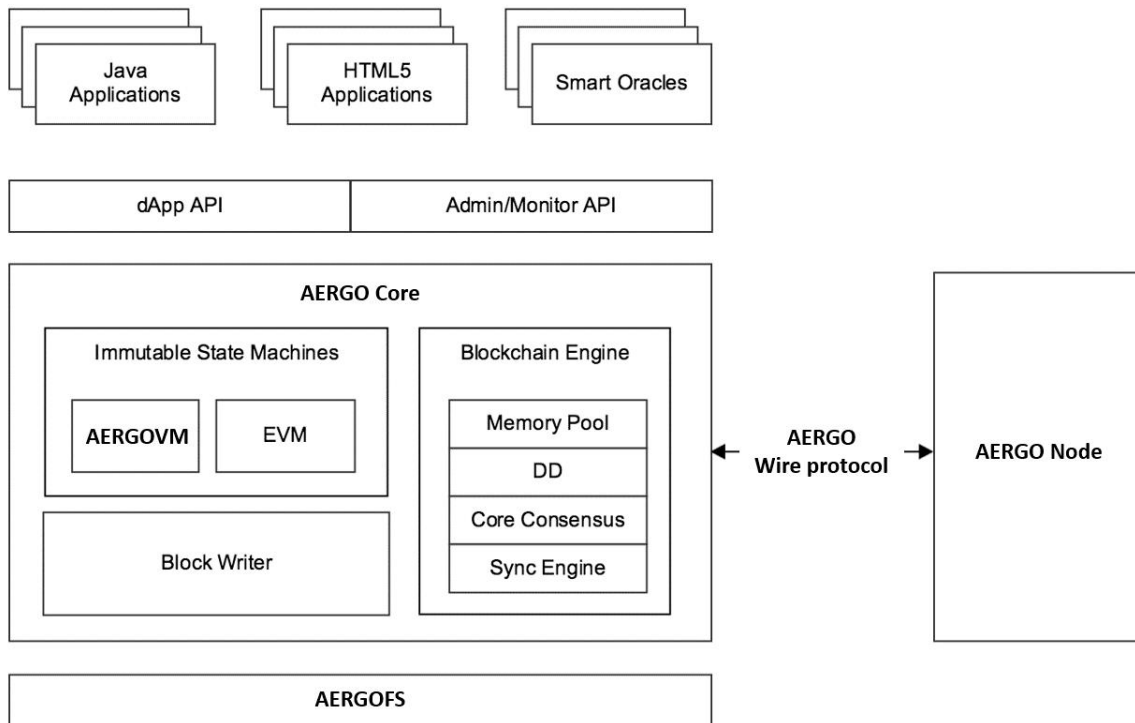 Java
Applications
HTML5
Applications
Smart Oracles
dApp API
Admin/Monitor API
AERGO Core
Immutable State Machines
AERGOVM
EVM
Block Writer
Blockchain Engine
Memory Pool
DD
Core Consensus
Sync Engine
AERGO
Wire protocol
AERGO Node
AERGOFS